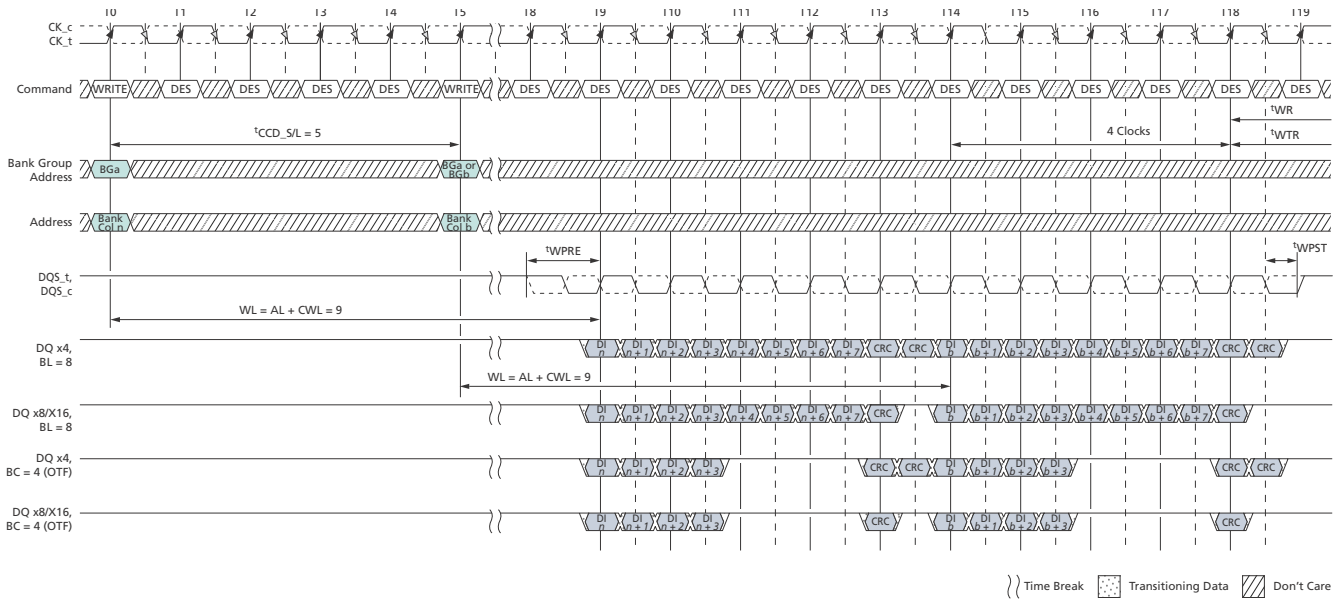 T0 T1 T2 T3 T4 T5 T8 T9 T10 T11 T12 T13 T14 T15 T16 T17 T18 T19
CK_c
CK_t
Command WRITE DES DES DES DES WRITE DES DES DES DES DES DES DES DES DES DES DES DES
tWR
tCCD_S/L = 5
4 Clocks
tWTR
Bank Group
Address
BGa
BGa or
BGb
Address
Bank
Col n
Bank
Col b
tWPRE
tWPST
DQS_t,
DQS_c
WL = AL + CWL = 9
DQ x4,
BL = 8
DI DI DI DI DI DI DI DI CRC CRC DI DI DI DI DI DI DI DI CRC CRC
n n + 1 n + 2 n + 3 n + 4 n + 5 n + 6 n + 7 b b + 1 b + 2 b + 3 b + 4 b + 5 b + 6 b + 7
WL = AL + CWL = 9
DQ x8/X16,
BL = 8
DI DI DI DI DI DI DI DI CRC DI DI DI DI DI DI DI DI CRC
n n + 1 n + 2 n + 3 n + 4 n + 5 n + 6 n + 7 b b + 1 b + 2 b + 3 b + 4 b + 5 b + 6 b + 7
DQ x4,
BC = 4 (OTF)
DI DI DI DI CRC CRC DI DI DI DI CRC CRC
n n + 1 n + 2 n + 3 b b + 1 b + 2 b + 3
DQ x8/X16,
BC = 4 (OTF)
DI DI DI DI CRC DI DI DI DI CRC
n n + 1 n + 2 n + 3 b b + 1 b + 2 b + 3
Time Break Transitioning Data Don't Care